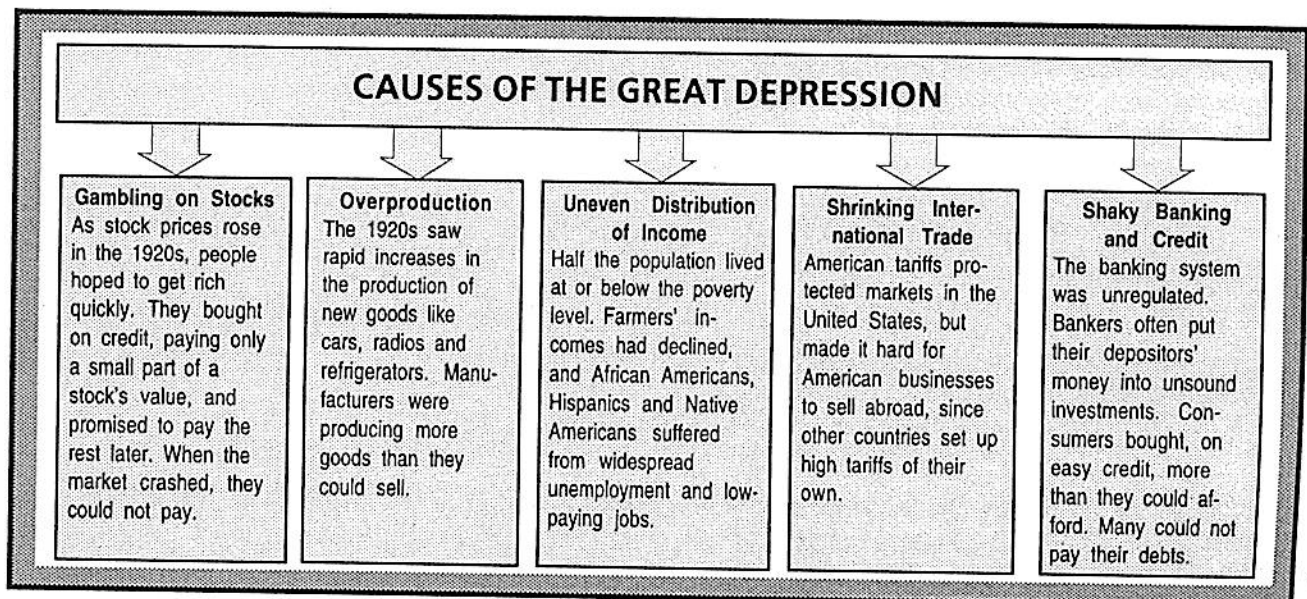 CAUSES OF THE GREAT DEPRESSION
Gambling on Stocks
As stock prices rose
in the 1920s, people
hoped to get rich
quickly. They bought
on credit, paying only
a small part of a
stock's value, and
promised to pay the
rest later. When the
market crashed, they
could not pay.
Overproduction
The 1920s saw
rapid increases in
the production of
new goods like
cars, radios and
refrigerators. Manu-
facturers were
producing more
goods than they
could sell.
Uneven Distribution
of Income
Half the population lived
at or below the poverty
level. Farmers' in-
comes had declined,
and African Americans,
Hispanics and Native
Americans suffered
from widespread
unemployment and low-
paying jobs.
Shrinking Inter-
national Trade
American tariffs pro-
tected markets in the
United States, but
made it hard for
American businesses
to sell abroad, since
other countries set up
high tariffs of their
own.
Shaky Banking
and Credit
The banking system
was unregulated.
Bankers often put
their depositors'
money into unsound
investments. Con-
sumers bought, on
easy credit, more
than they could af-
ford. Many could not
pay their debts.